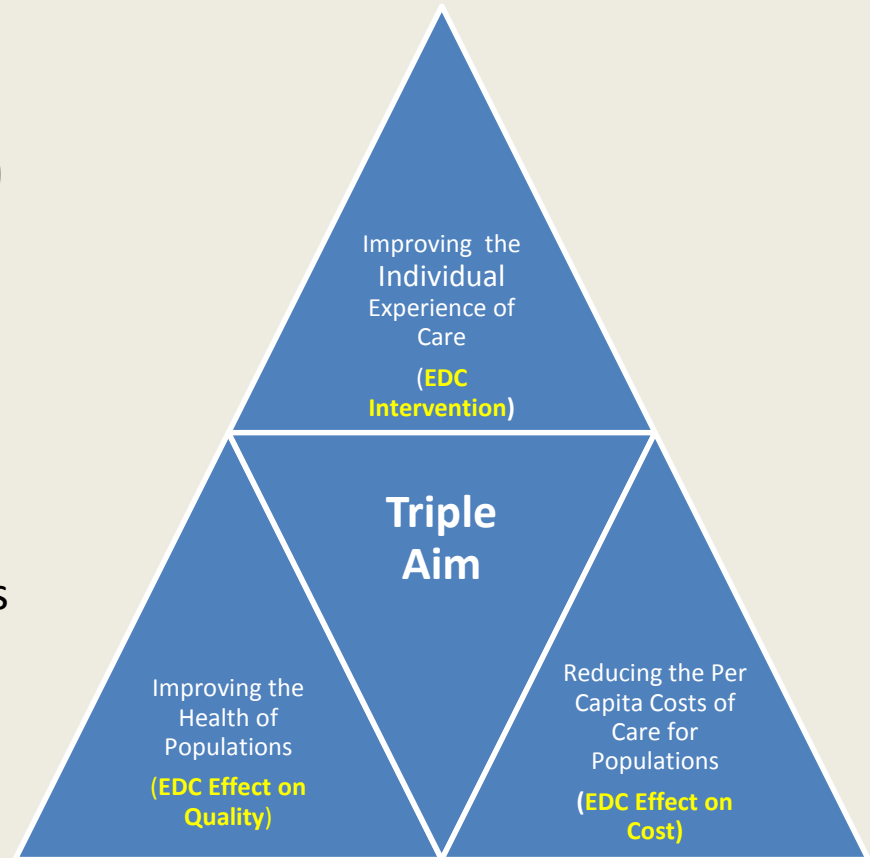 )
Improving the
Individual
Experience of
Care
(EDC
Intervention)
Triple
Aim
s
Improving the
Health of
Populations
(EDC Effect on
Quality)
Reducing the Per
Capita Costs of
Care for
Populations
(EDC Effect on
Cost)